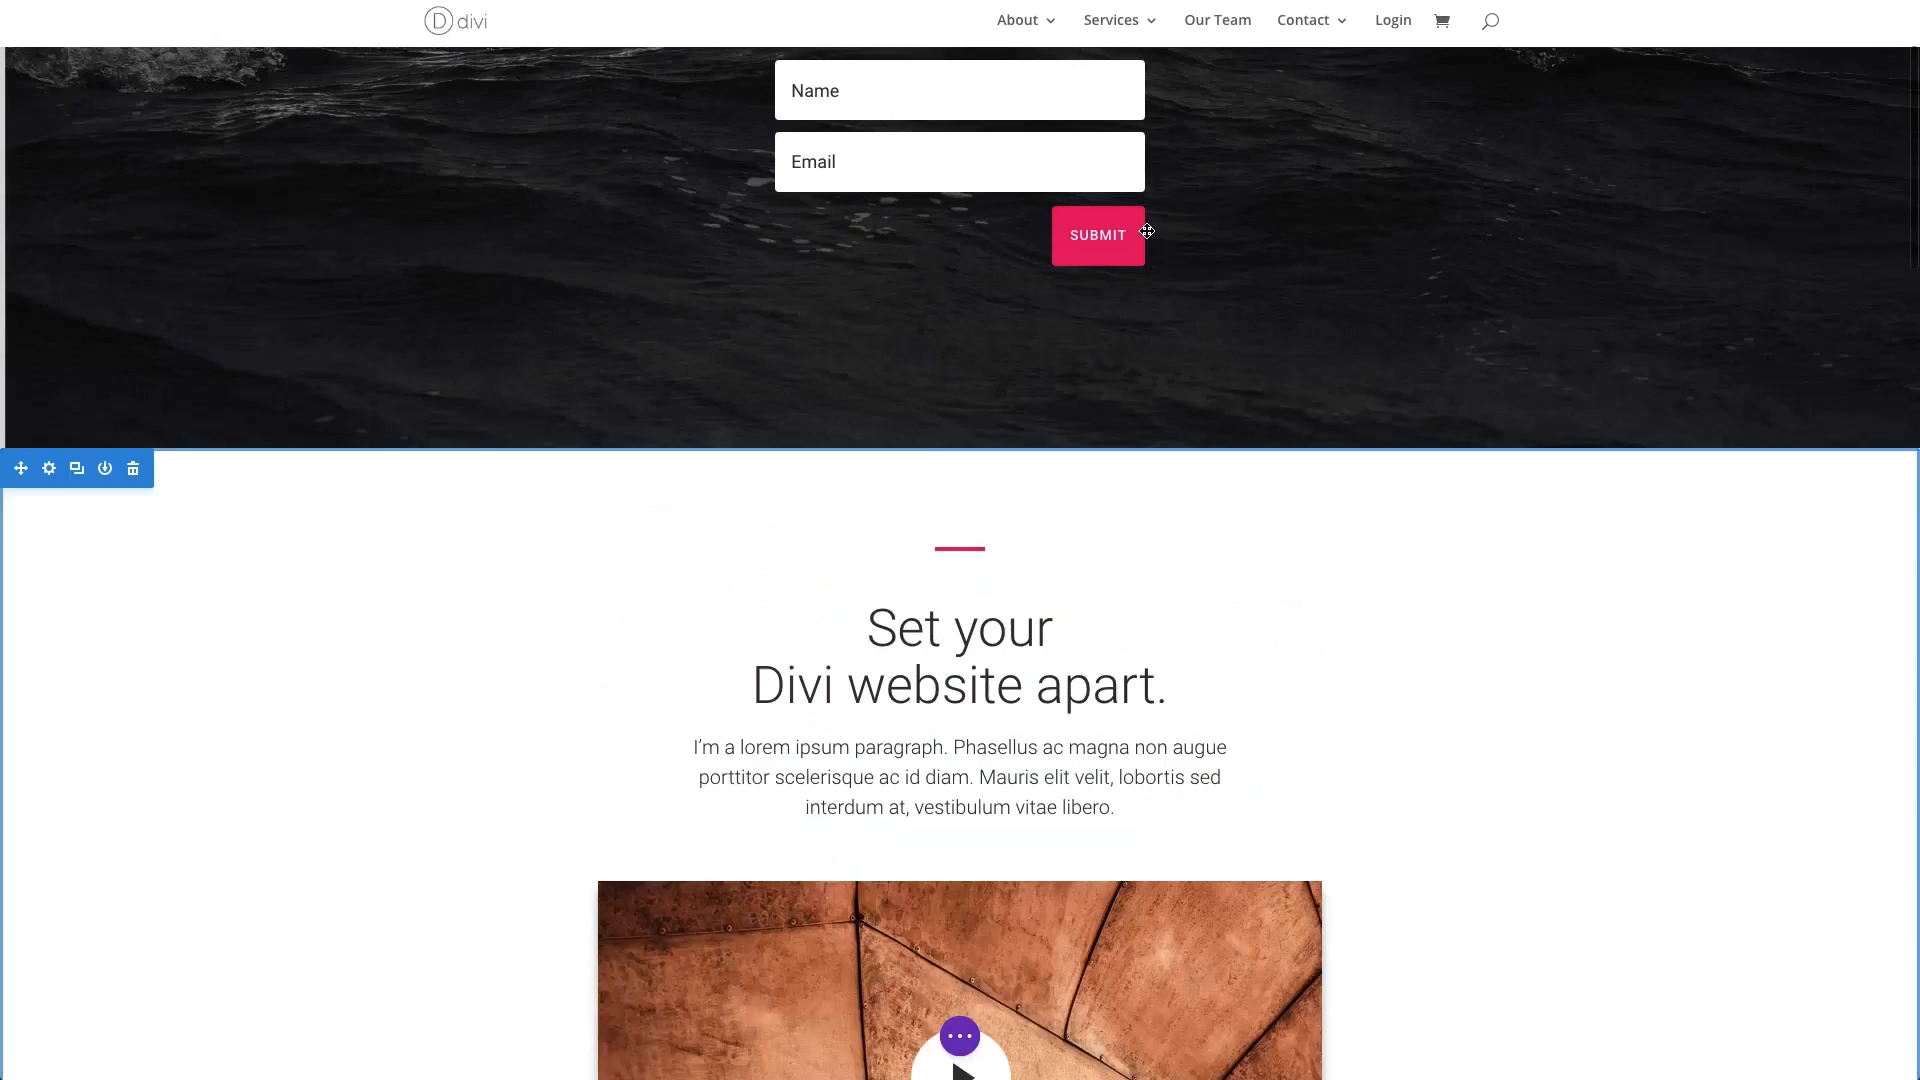 divi
About
Services
Our Team
Contact
Login
Name
Email
SUBMIT
Set your
Divi website apart.
I'm a lorem ipsum paragraph. Phasellus ac magna non augue
porttitor scelerisque ac id diam. Mauris elit velit, lobortis sed
interdum at, vestibulum vitae libero.